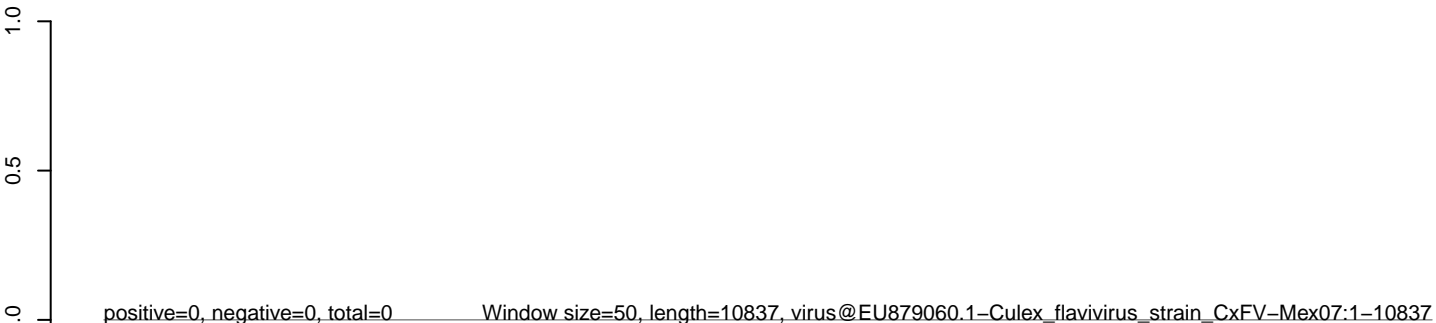 1.0
0.5
.0
positive=0, negative=0, total=0
Window size=50, length=10837, virus@EU879060.1−Culex_flavivirus_strain_CxFV−Mex07:1−10837